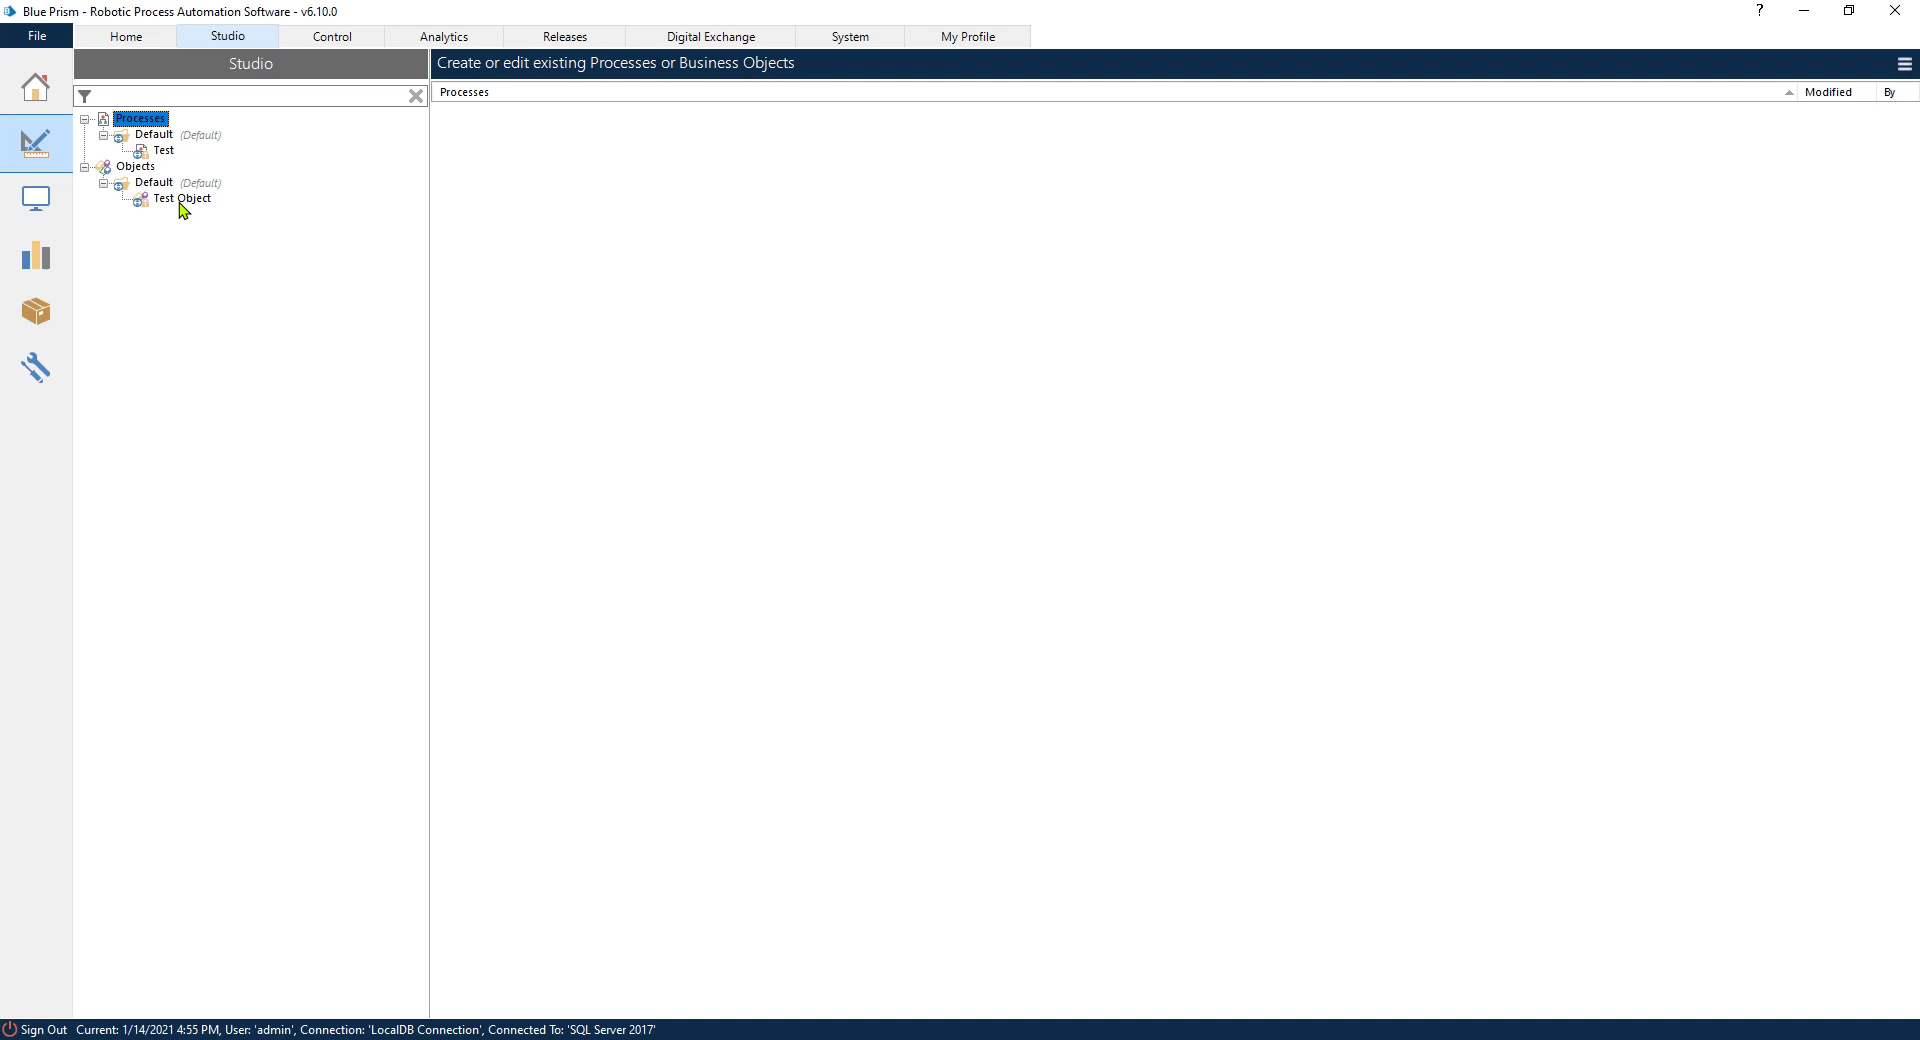 Blue Prism - Robotic Process Automation Software - v6.10.0
?
File
Home
Studio
Control
Analytics
Releases
Digital Exchange
System
My Profile
Studio
Create or edit existing Processes or Business Objects
Processes
Modified
By
Processes
Default (Default)
Test
Objects
Default (Default)
Test Object
Sign Out Current: 1/14/2021 4:55 PM, User: 'admin', Connection: 'LocalDB Connection', Connected To: 'SQL Server 2017'